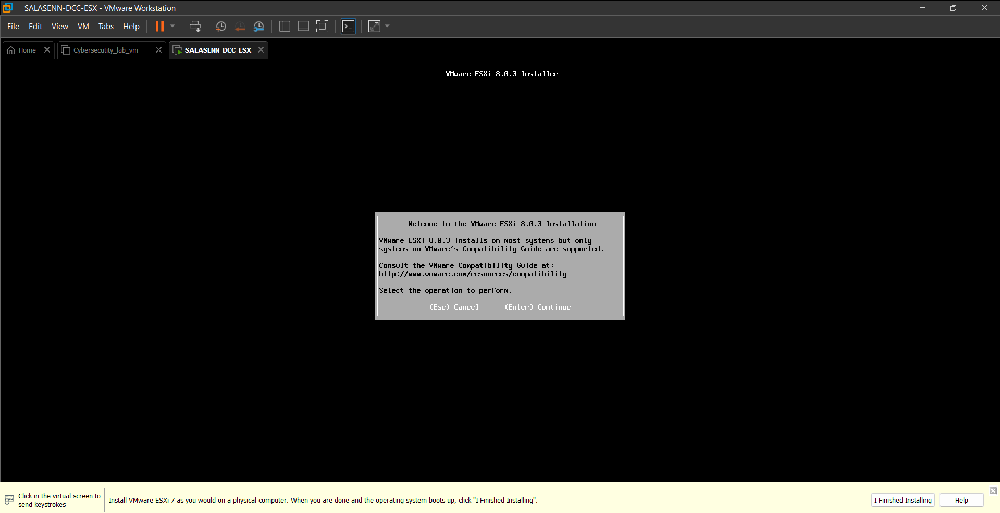 SALASENN-DCC-ESX - VMware Workstation
File Edit View VM Tabs Help
Home
Cybersecutity_lab_vm
SALASENN-DCC-ESX
VMware ESXi 8.0.3 Installer
Welcome to the VMware ESXi 8.0.3 Installation
VMware ESXi 8.0.3 installs on most systems but only
systems on VMware's Compatibility Guide are supported.
Consult the VMware Compatibility Guide at:
http://www.vmware.com/resources/compatibility
Select the operation to perform.
(Esc) Cancel (Enter) Continue
Click in the virtual screen to
send keystrokes
Install VMware ESXi 7 as you would on a physical computer. When you are done and the operating system boots up, click "I Finished Installing".
I Finished Installing
Help